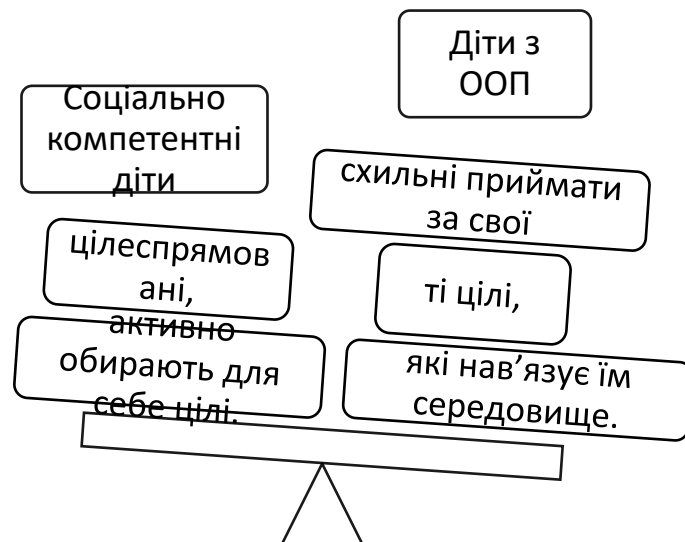 Соціально
компетентні
діти
цілеспрямов
ані,
активно
обирають для
себе цілі.
Діти з
ООП
схильні приймати
за свої
ті цілі,
які нав’язує їм
середовище.